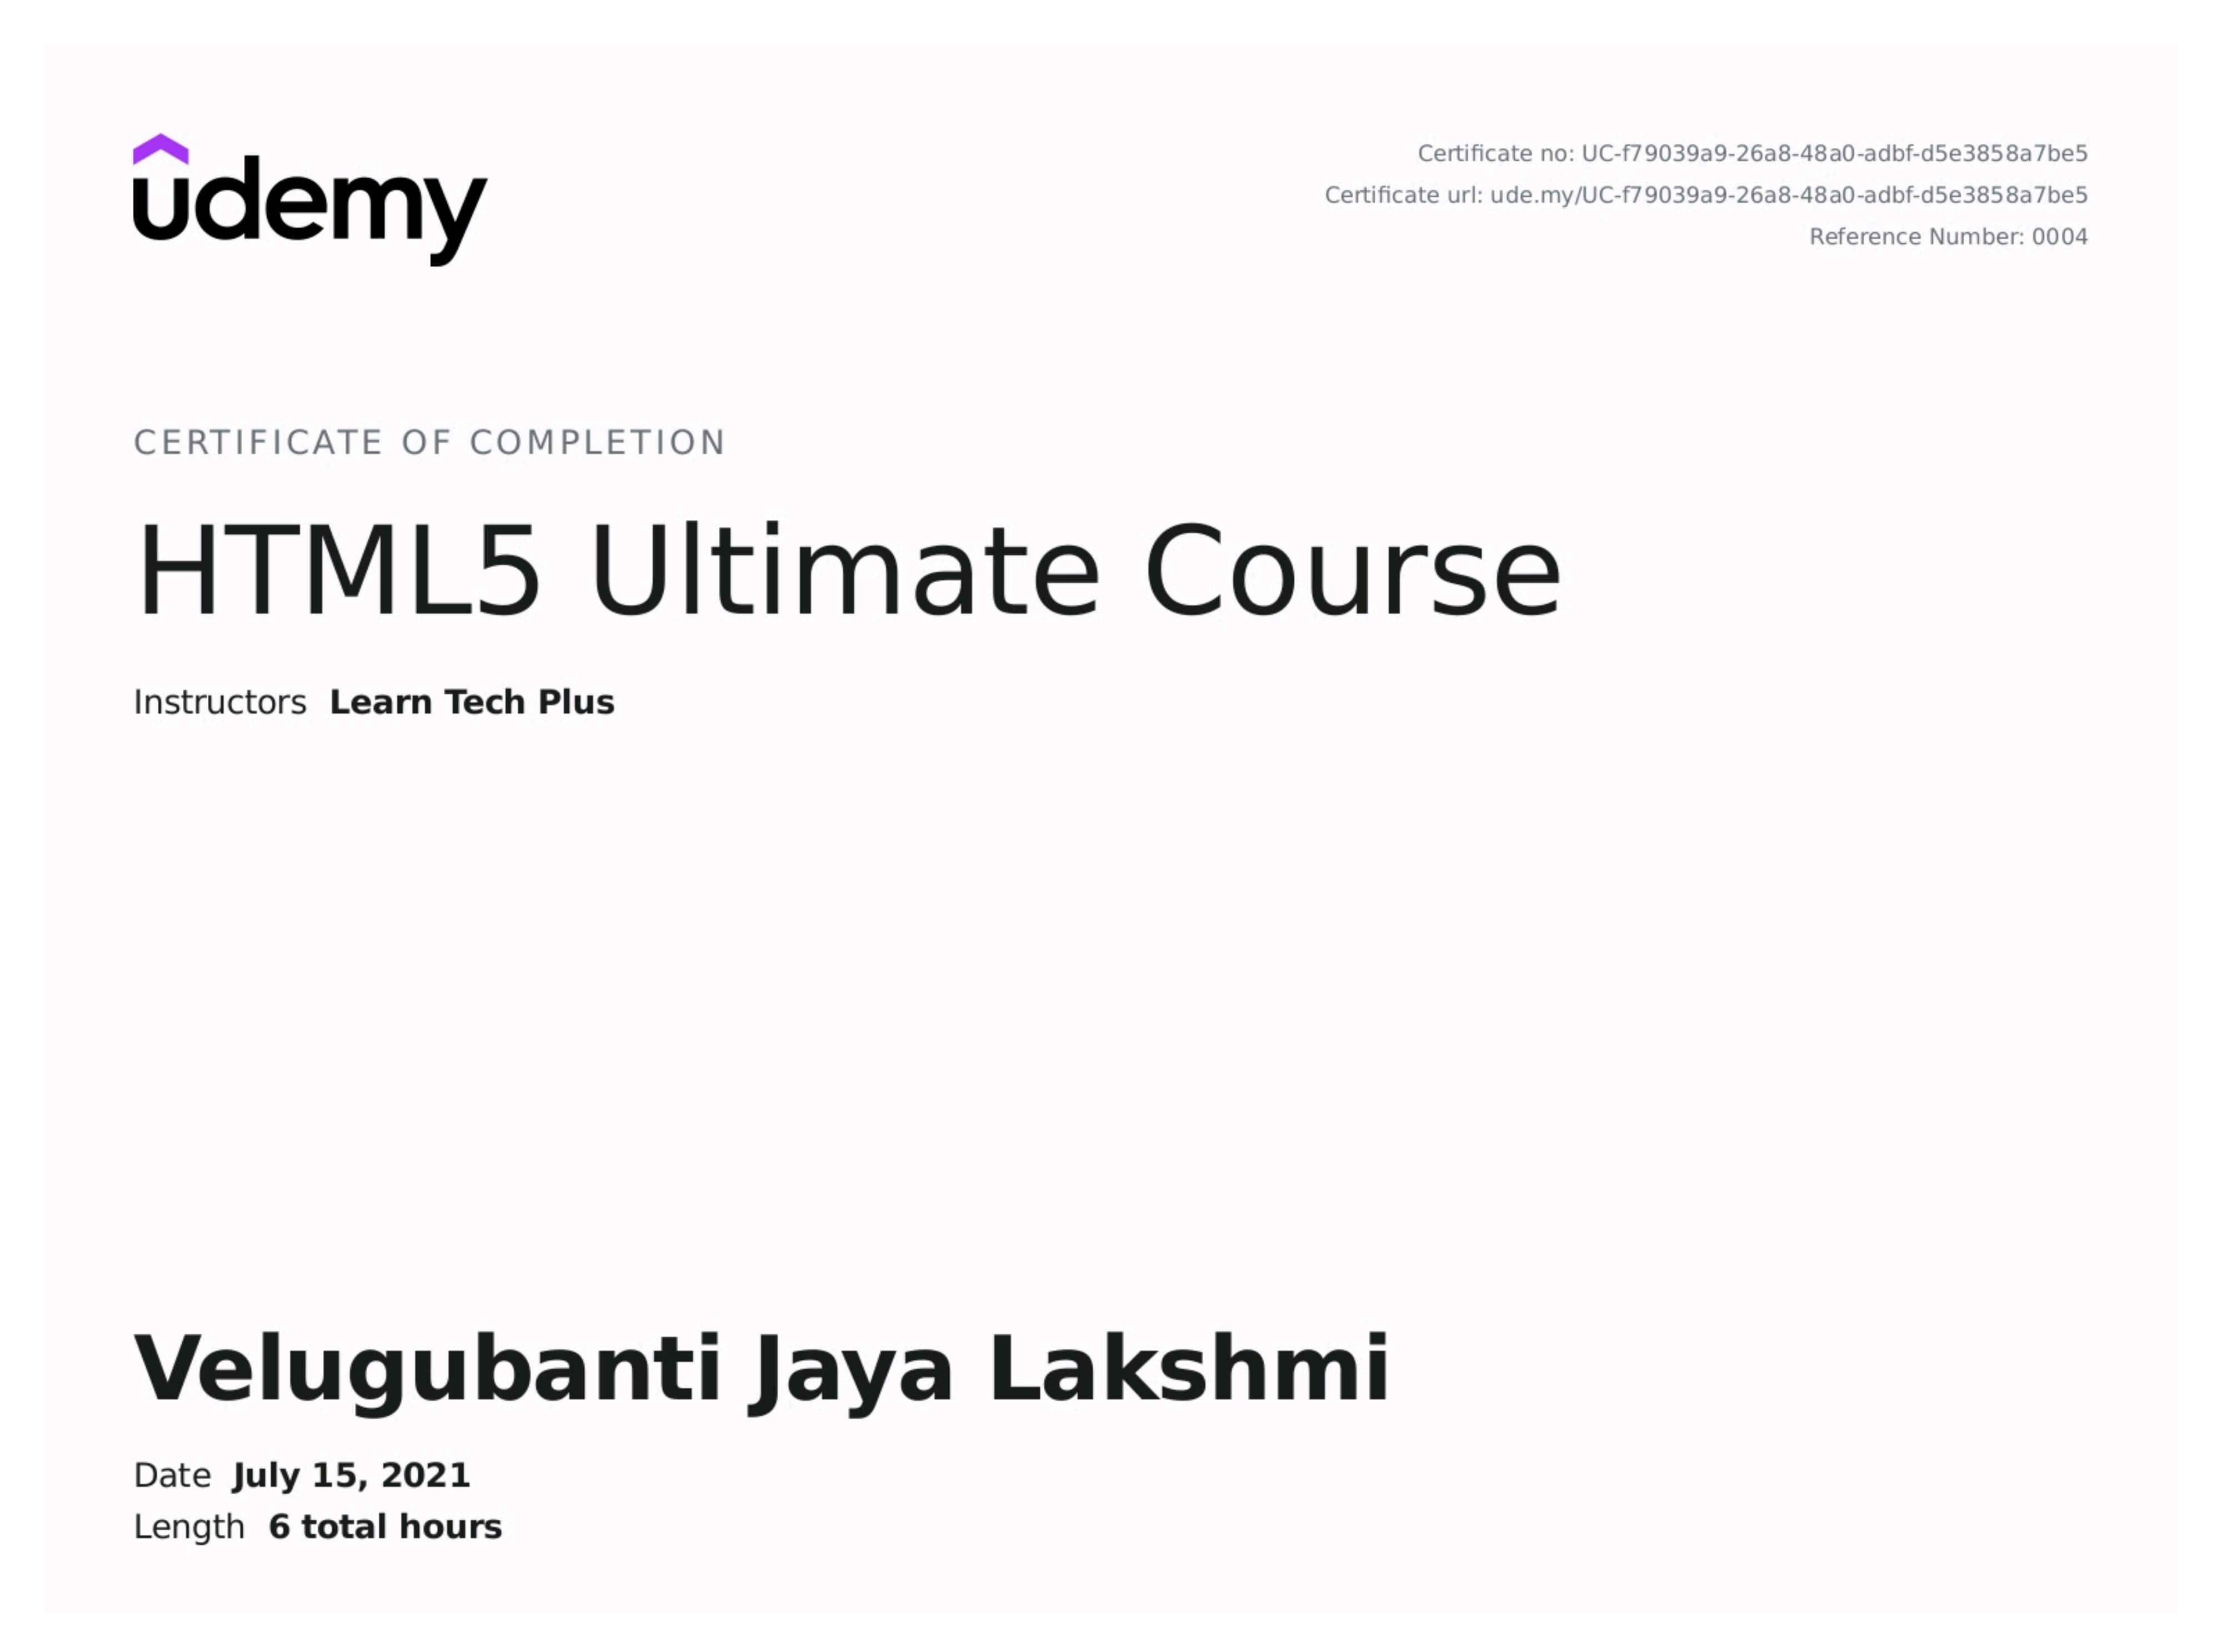 udemy
Certificate no: UC-f79039a9-26a8-48a0-adbf-d5e3858a7be5
Certificate url: ude.my/UC-f79039a9-26a8-48a0-adbf-d5e3858a7be5
Reference Number: 0004
CERTIFICATE OF COMPLETION
HTML5 Ultimate Course
Instructors Learn Tech Plus
Velugubanti Jaya Lakshmi
Date July 15, 2021
Length 6 total hours